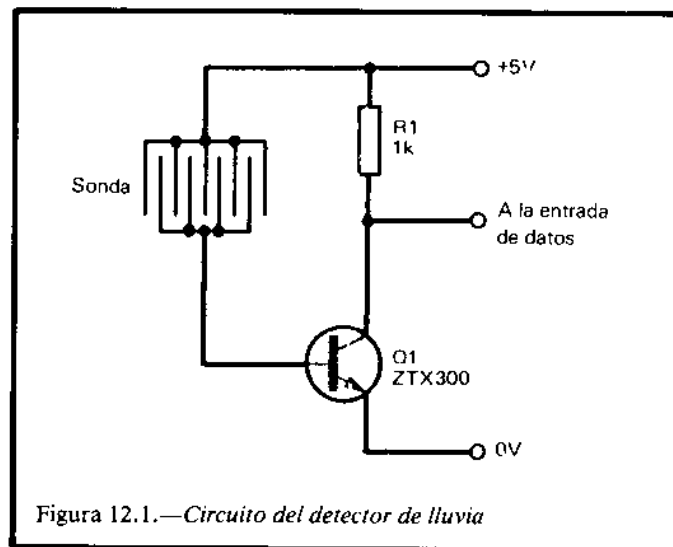 +5V
R1
1k
Sonda
A la entrada
de datos
Q1
ZTX300
0V
Figura 12.1.—Circuito del detector de lluvia